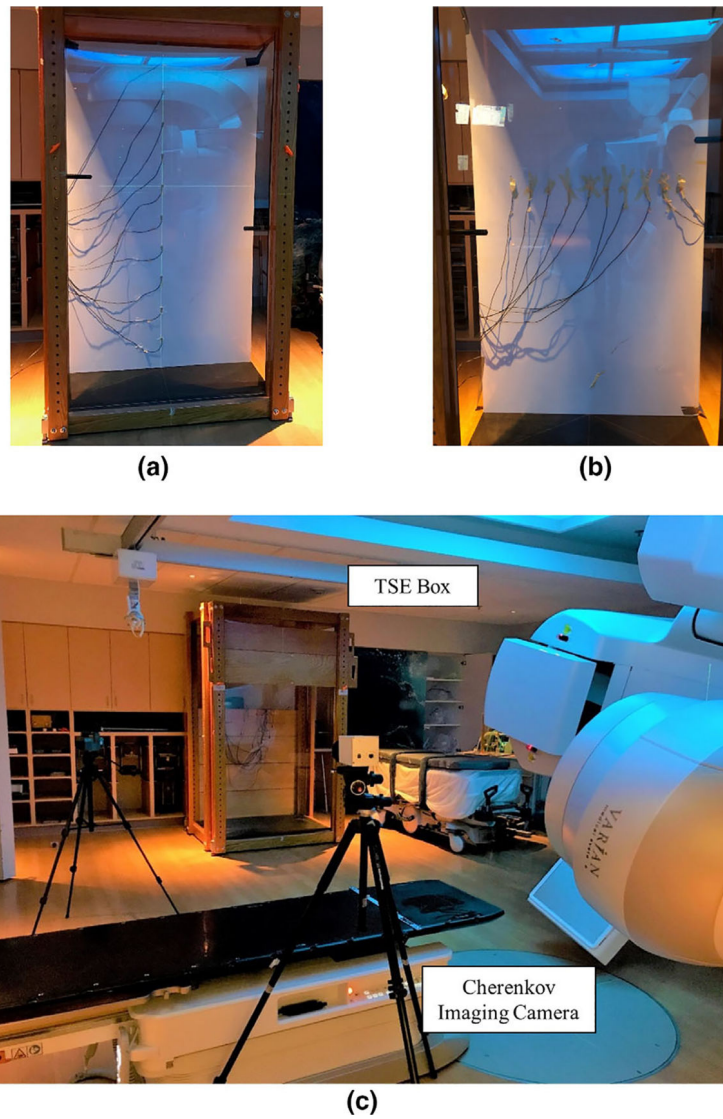 (a)
(b)
TSE Box
VARIAN
Cherenkov
Imaging Camera
(c)